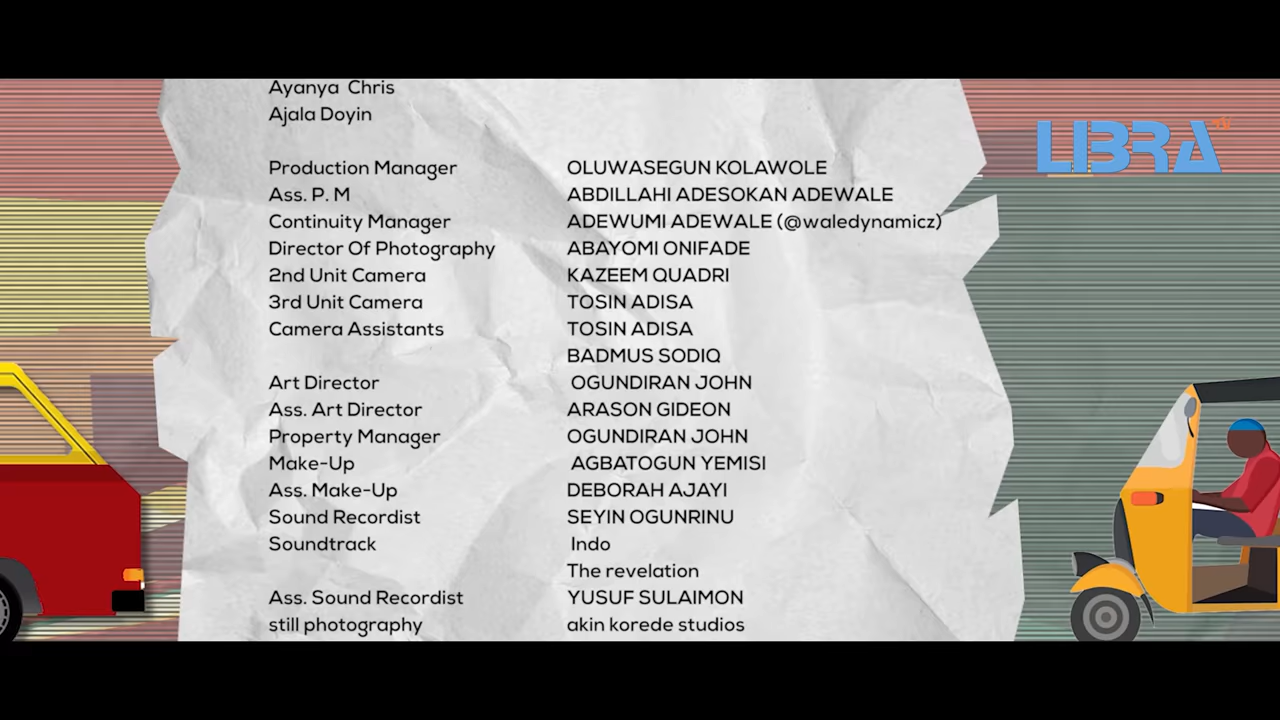 Ayanya Chris
Ajala Doyin
LIBRA
Production Manager OLUWASEGUN KOLAWOLE
Ass. P. M ABDILLAHI ADESOKAN ADEWALE
Continuity Manager ADEWUMI ADEWALE (@waledynamicz)
Director Of Photography ABAYOMI ONIFADE
2nd Unit Camera KAZEEM QUADRI
3rd Unit Camera TOSIN ADISA
Camera Assistants TOSIN ADISA
BADMUS SODIQ
Art Director OGUNDIRAN JOHN
Ass. Art Director ARASON GIDEON
Property Manager OGUNDIRAN JOHN
Make-Up AGBATOGUN YEMISI
Ass. Make-Up DEBORAH AJAYI
Sound Recordist SEYIN OGUNRINU
Soundtrack Indo
The revelation
Ass. Sound Recordist YUSUF SULAIMON
still photography akin korede studios